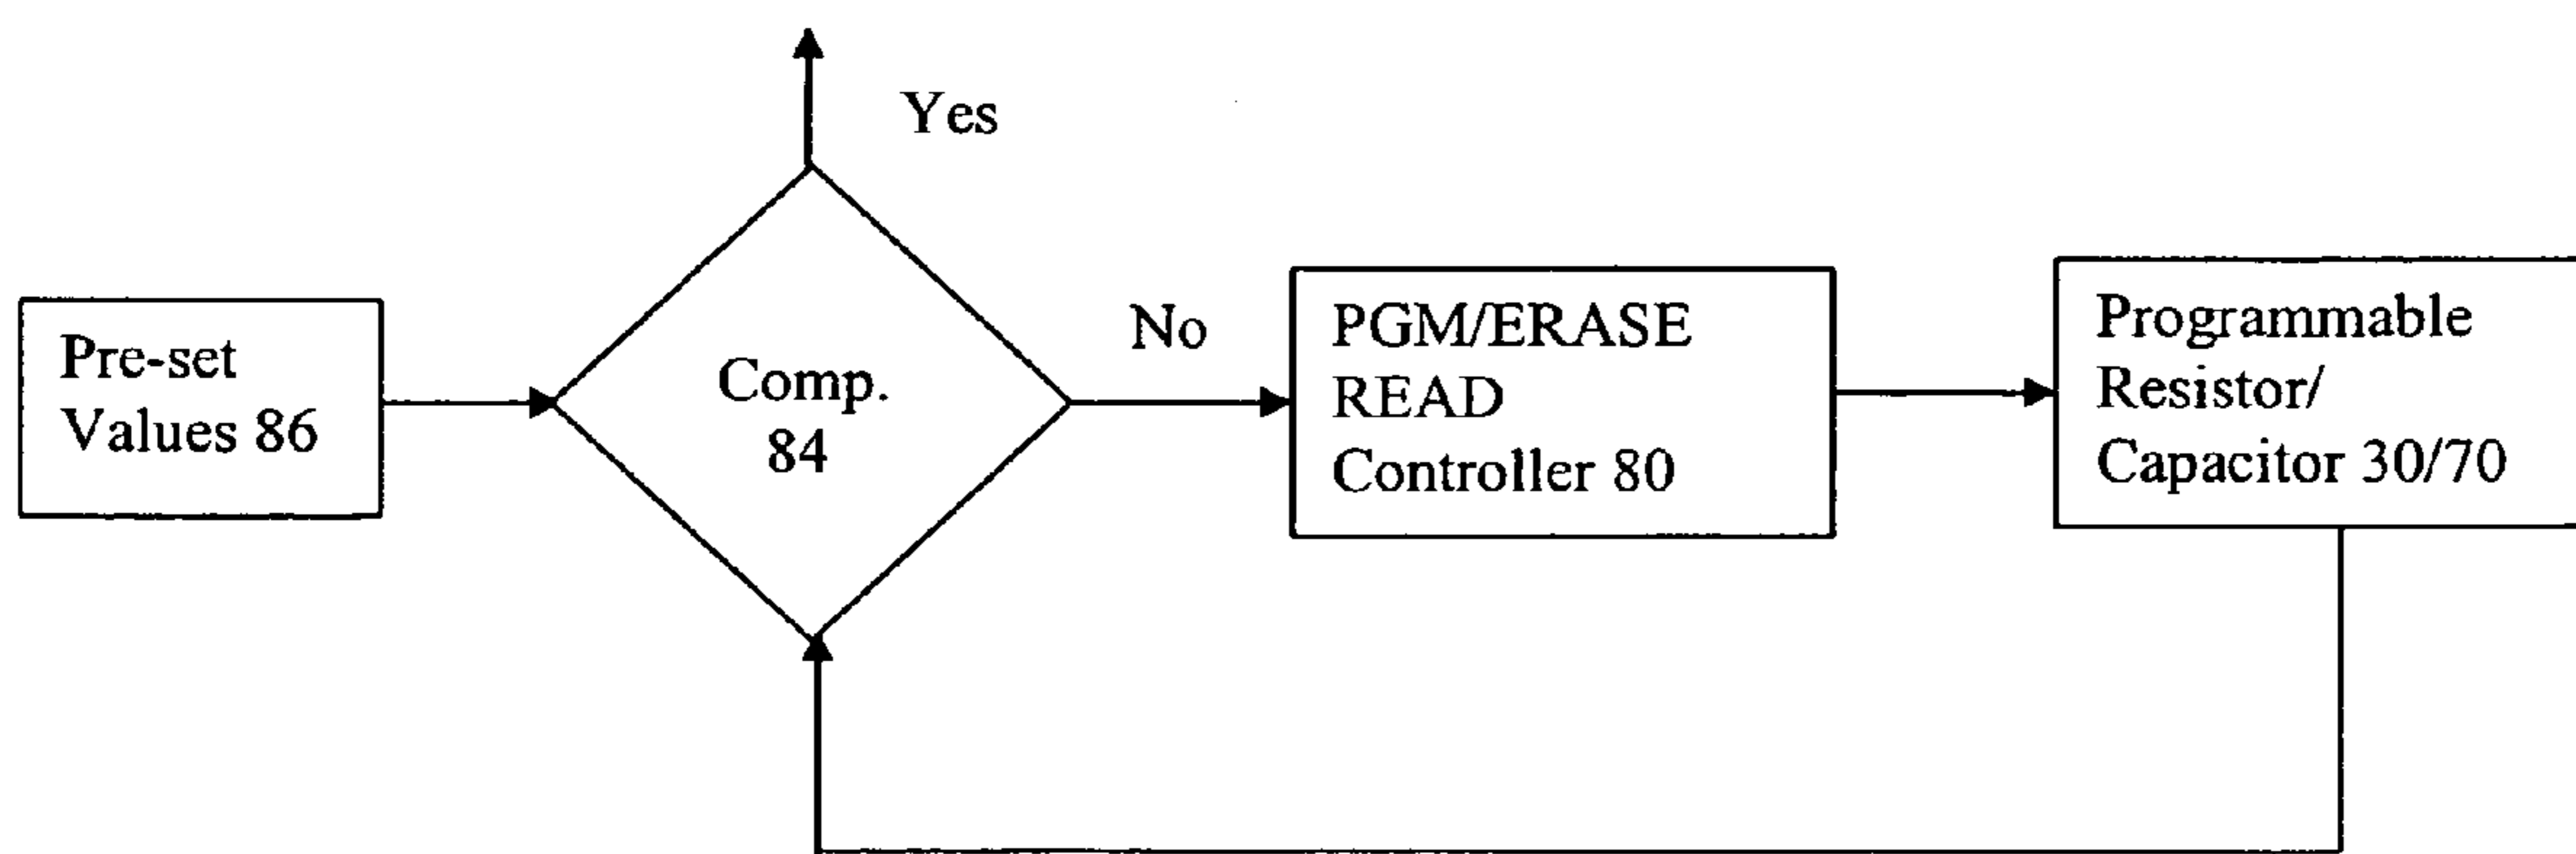 Yes
Pre-set
Values 86
Comp.
84
No
PGM/ERASE
READ
Controller 80
Programmable
Resistor/
Capacitor 30/70